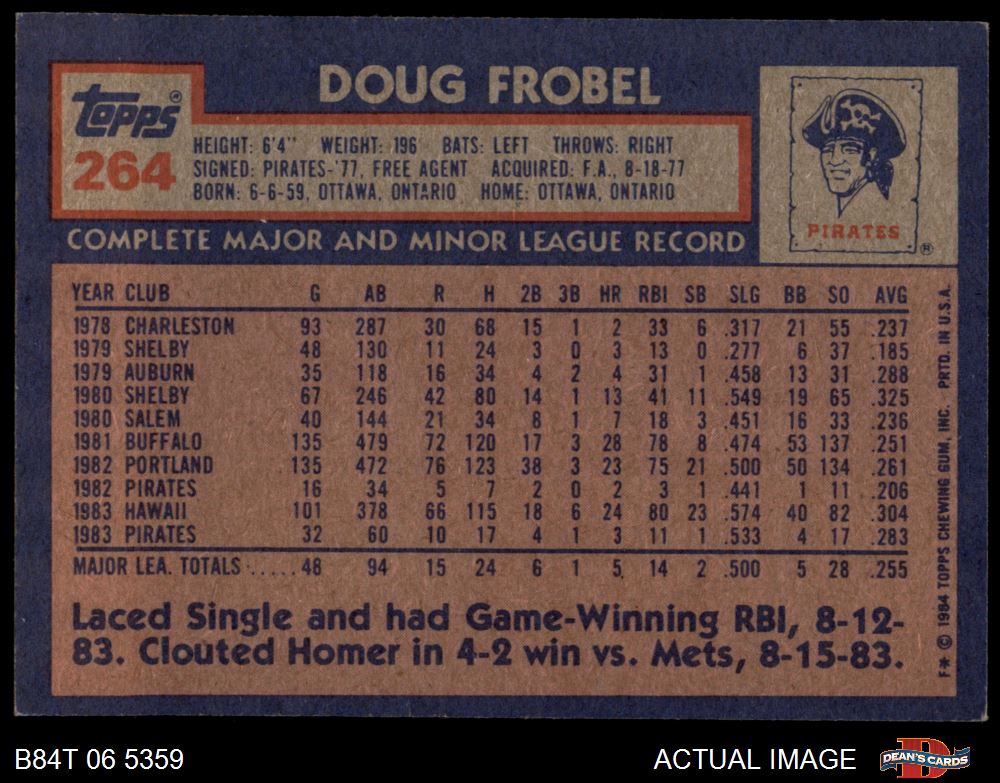 DOUG FROBEL
TOPPS®
264
HEIGHT: 6'4" WEIGHT: 196 BATS: LEFT THROWS: RIGHT
SIGNED: PIRATES-'77, FREE AGENT ACQUIRED: F.A., 8-18-77
BORN: 6-6-59, OTTAWA, ONTARIO HOME: OTTAWA, ONTARIO
PIRATES
®
COMPLETE MAJOR AND MINOR LEAGUE RECORD
YEAR CLUB G AB R H 2B 3B HR RBI SB SLG BB SO AVG
1978 CHARLESTON 93 287 30 68 15 1 2 33 6 .317 21 55 .237
1979 SHELBY 48 130 11 24 3 0 3 13 0 .277 6 37 .185
1979 AUBURN 35 118 16 34 4 2 4 31 1 .458 13 31 .288
1980 SHELBY 67 246 42 80 14 1 13 41 11 .549 19 65 .325
1980 SALEM 40 144 21 34 8 1 7 18 3 .451 16 33 .236
1981 BUFFALO 135 479 72 120 17 3 28 78 8 .474 53 137 .251
1982 PORTLAND 135 472 76 123 38 3 23 75 21 .500 50 134 .261
1982 PIRATES 16 34 5 7 2 0 2 3 1 .441 1 11 .206
1983 HAWAII 101 378 66 115 18 6 24 80 23 .574 40 82 .304
1983 PIRATES 32 60 10 17 4 1 3 11 1 .533 4 17 .283
MAJOR LEA. TOTALS ..... 48 94 15 24 6 1 5 14 2 .500 5 28 .255
Laced Single and had Game-Winning RBI, 8-12-
83. Clouted Homer in 4-2 win vs. Mets, 8-15-83.
F* © 1984 TOPPS CHEWING GUM, INC. PRTD. IN U.S.A.
B84T 06 5359
ACTUAL IMAGE
DEAN'S CARDS